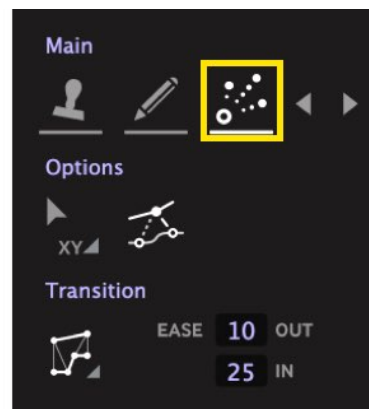 Main
Options
XY
Transition
EASE 10 OUT
25 IN